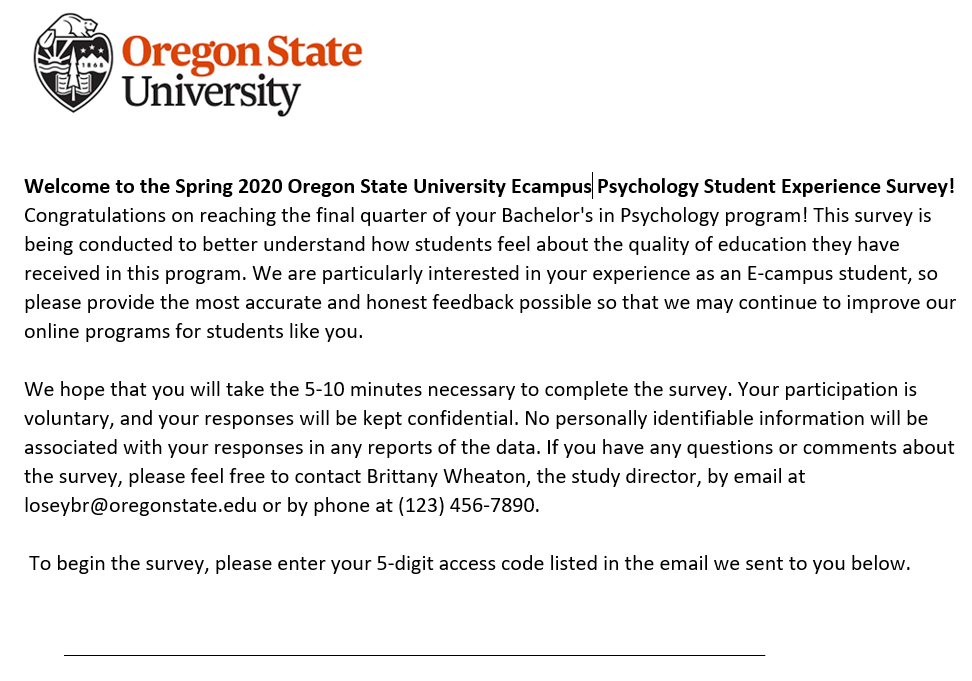 Oregon State
University
Welcome to the Spring 2020 Oregon State University Ecampus Psychology Student Experience Survey!
Congratulations on reaching the final quarter of your Bachelor's in Psychology program! This survey is
being conducted to better understand how students feel about the quality of education they have
received in this program. We are particularly interested in your experience as an E-campus student, so
please provide the most accurate and honest feedback possible so that we may continue to improve our
online programs for students like you.
We hope that you will take the 5-10 minutes necessary to complete the survey. Your participation is
voluntary, and your responses will be kept confidential. No personally identifiable information will be
associated with your responses in any reports of the data. If you have any questions or comments about
the survey, please feel free to contact Brittany Wheaton, the study director, by email at
loseybr@oregonstate.edu or by phone at (123) 456-7890.
To begin the survey, please enter your 5-digit access code listed in the email we sent to you below.